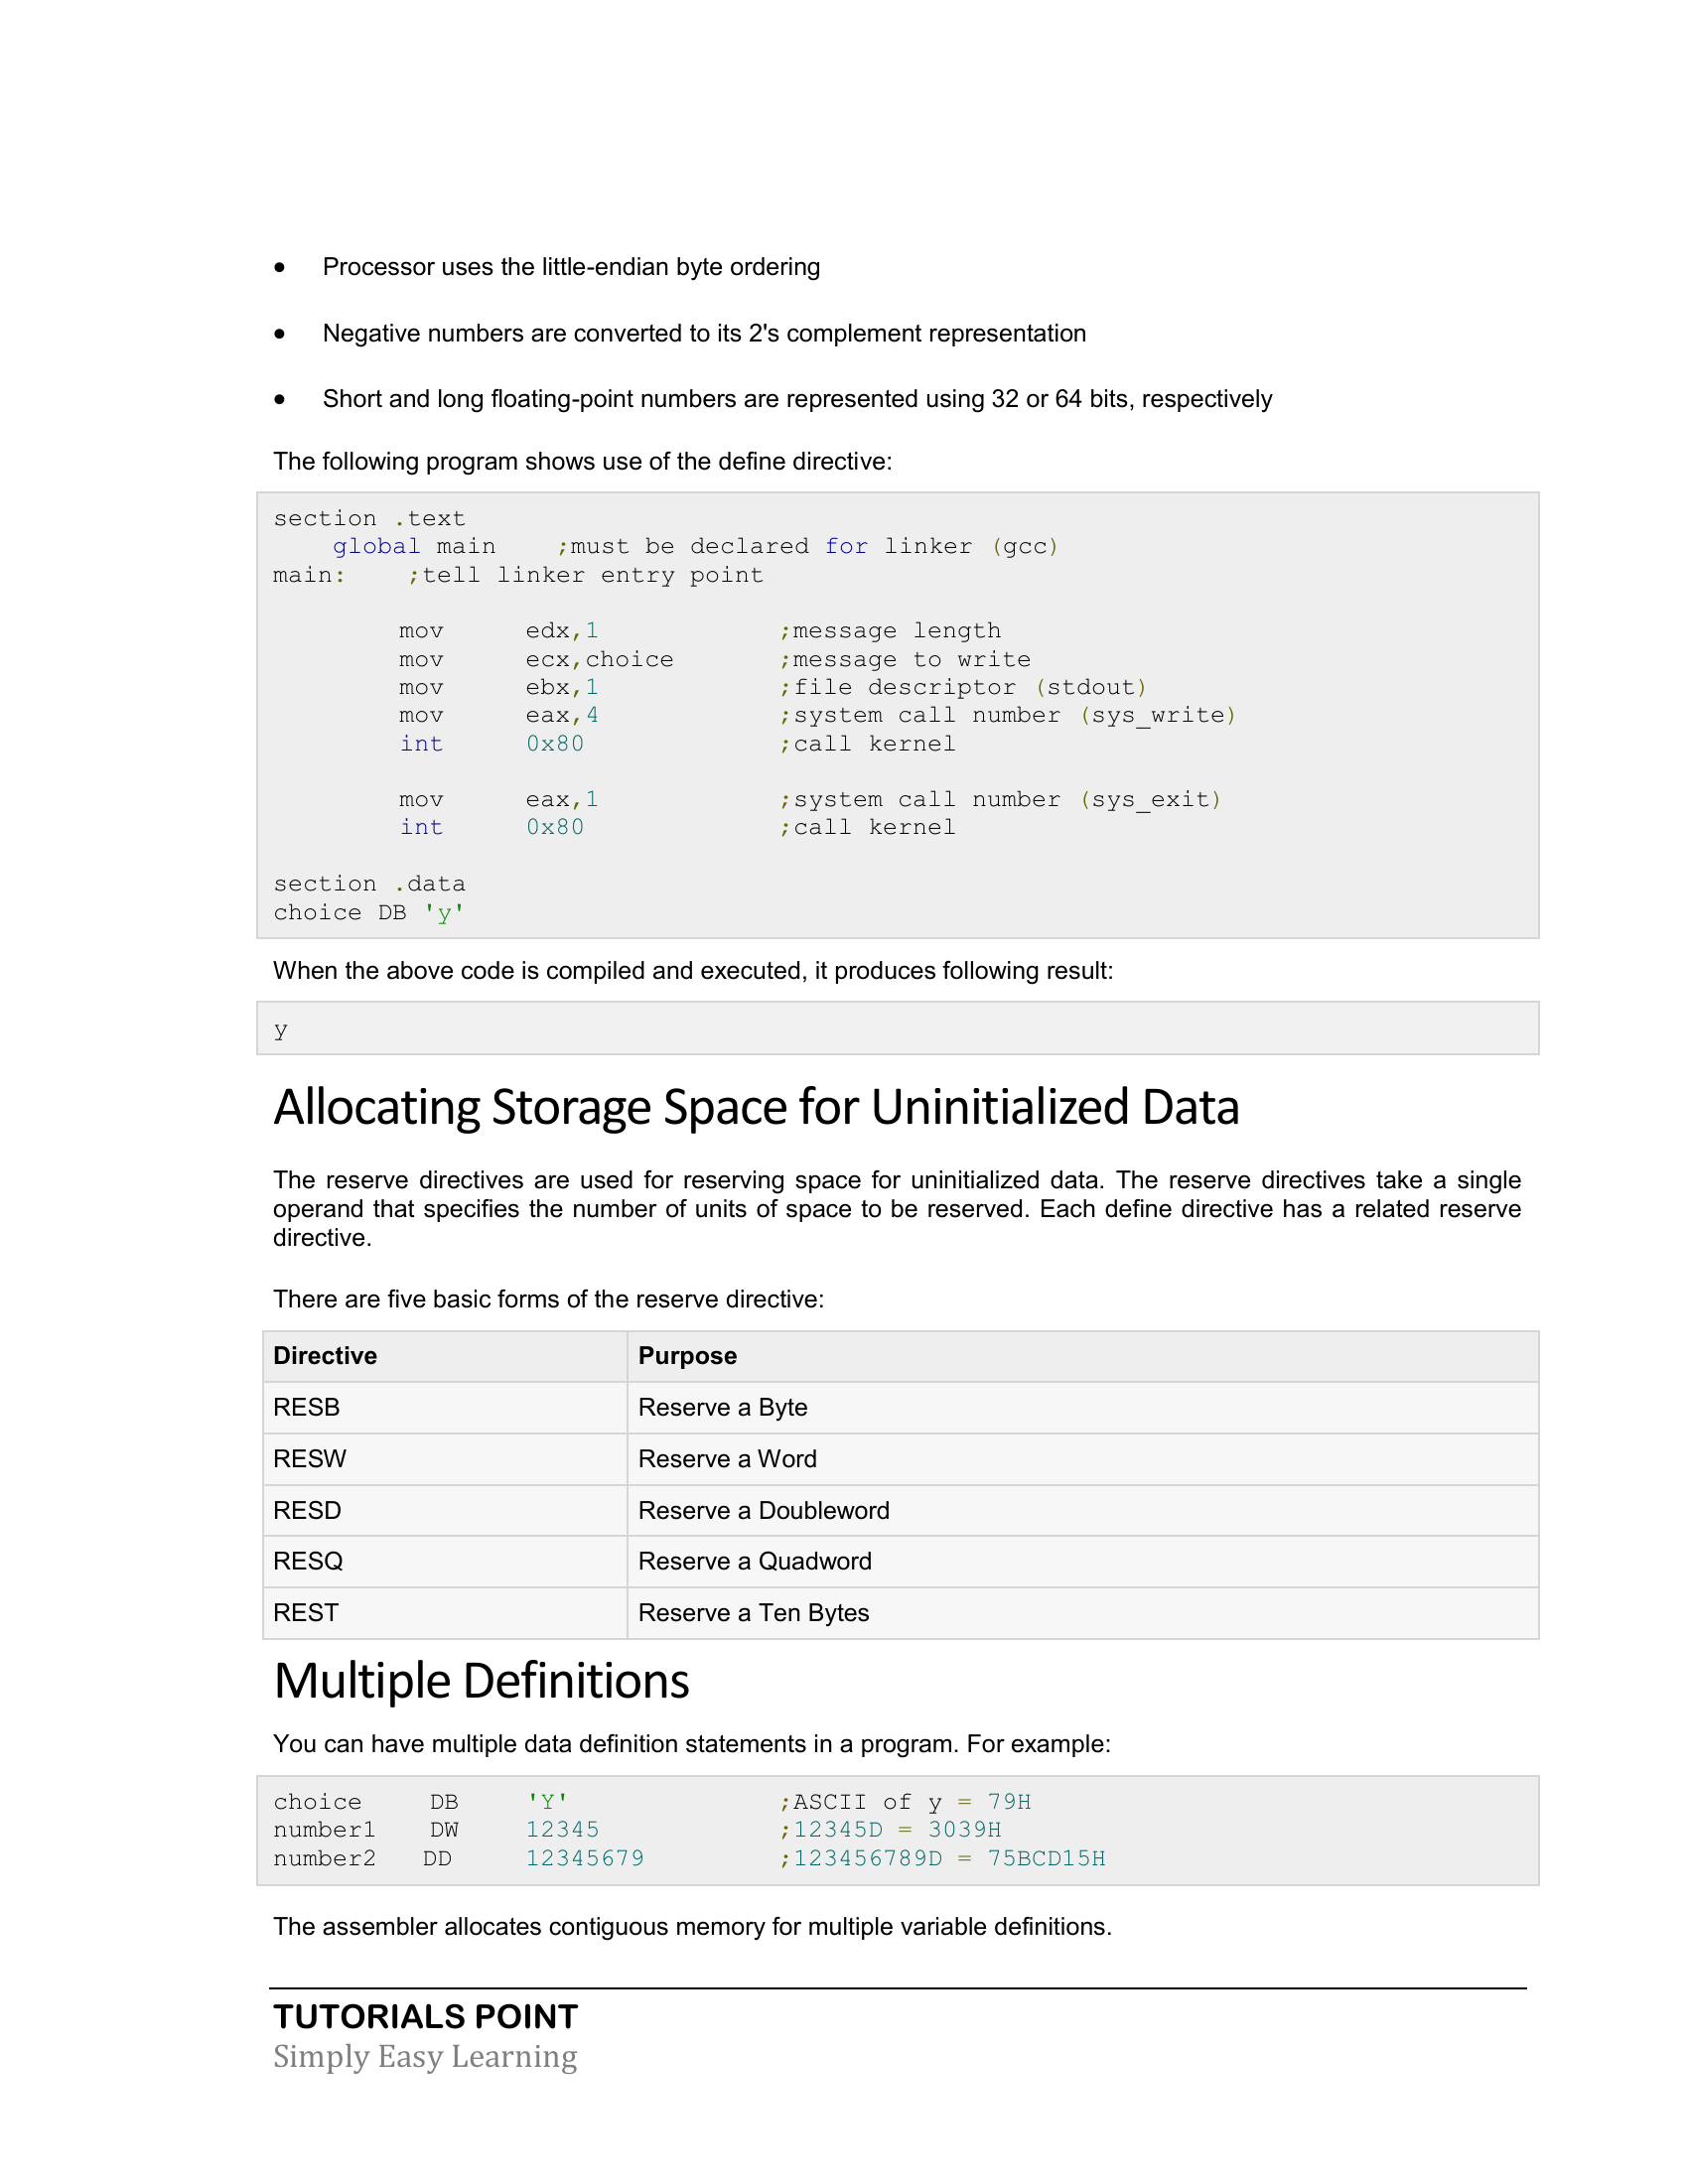 • Processor uses the little-endian byte ordering
• Negative numbers are converted to its 2's complement representation
• Short and long floating-point numbers are represented using 32 or 64 bits, respectively
The following program shows use of the define directive:
section .text
    global main    ;must be declared for linker (gcc)
main:    ;tell linker entry point
        mov     edx,1            ;message length
        mov     ecx,choice       ;message to write
        mov     ebx,1            ;file descriptor (stdout)
        mov     eax,4            ;system call number (sys_write)
        int     0x80             ;call kernel
        mov     eax,1            ;system call number (sys_exit)
        int     0x80             ;call kernel
section .data
choice DB 'y'
When the above code is compiled and executed, it produces following result:
y
Allocating Storage Space for Uninitialized Data
The reserve directives are used for reserving space for uninitialized data. The reserve directives take a single
operand that specifies the number of units of space to be reserved. Each define directive has a related reserve
directive.
There are five basic forms of the reserve directive:
Directive Purpose
RESB Reserve a Byte
RESW Reserve a Word
RESD Reserve a Doubleword
RESQ Reserve a Quadword
REST Reserve a Ten Bytes
Multiple Definitions
You can have multiple data definition statements in a program. For example:
choice    DB    'Y'              ;ASCII of y = 79H
number1   DW    12345            ;12345D = 3039H
number2   DD    12345679         ;123456789D = 75BCD15H
The assembler allocates contiguous memory for multiple variable definitions.
TUTORIALS POINT
Simply Easy Learning